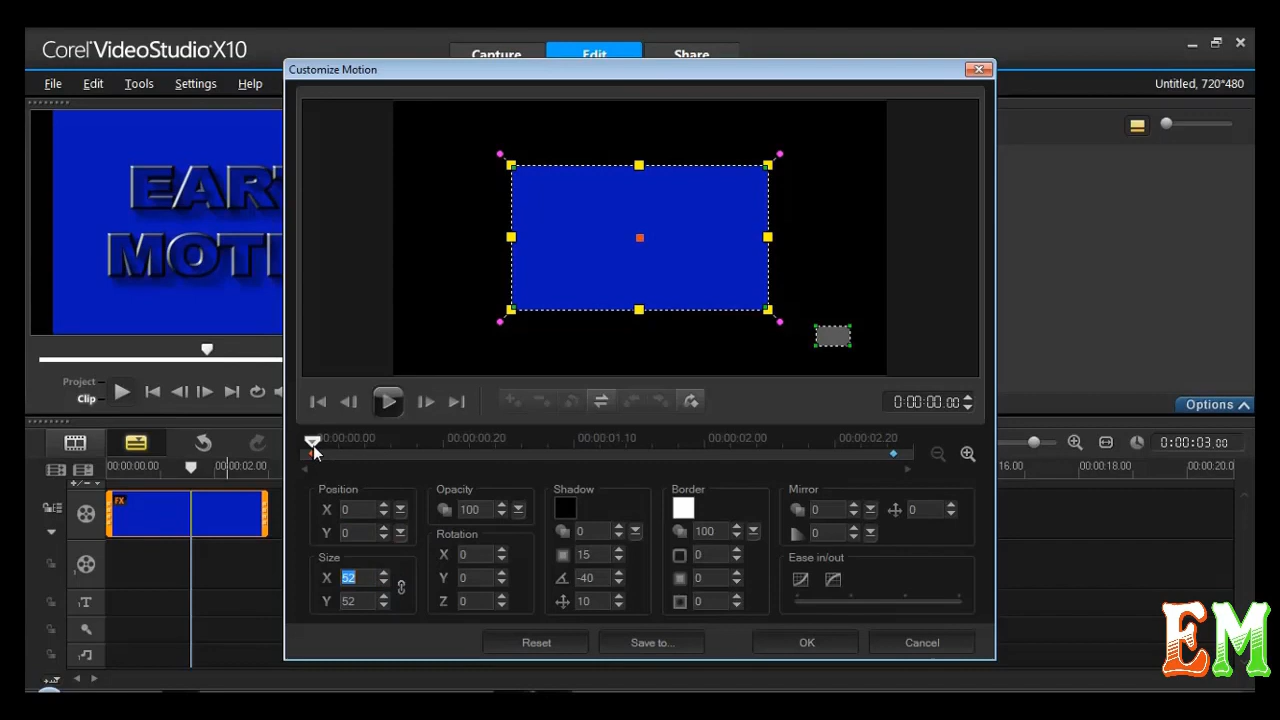 Corel VideoStudio X10
Capture
Edit
Share
File
Edit
Tools
Settings
Help
Untitled, 720*480
Customize Motion
EART
MOTI
0:00:00.00
Project
Clip
Options
00:00:00.00
00:00:00.20
00:00:01.10
00:00:02.00
00:00:02.20
0:00:03.00
00:00:00.00
00:00:02.00
16.00
00:00:18.00
00:00:20.0
FX
Position
X 0
Y 0
Size
X 52
Y 52
Opacity
100
Rotation
X 0
Y 0
Z 0
Shadow
0
15
-40
10
Border
100
0
0
0
Mirror
0
0
0
Ease in/out
Reset
Save to...
OK
Cancel
EM